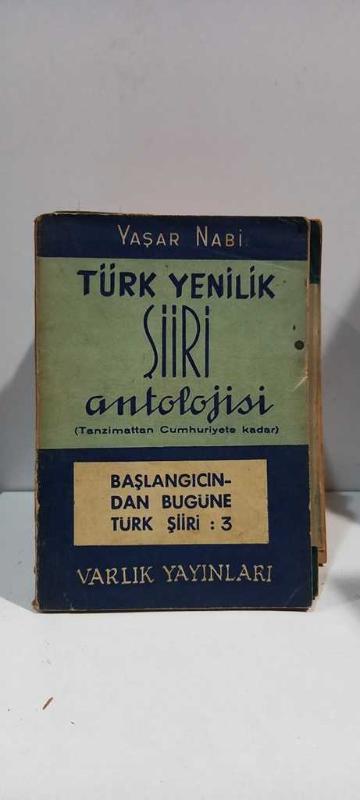 YAŞAR NABİ
TÜRK YENİLİK
ŞİİRİ
antolojisi
(Tanzimattan Cumhuriyete kadar)
BAŞLANGICIN-
DAN BUGÜNE
TÜRK ŞİİRİ : 3
VARLIK YAYINLARI